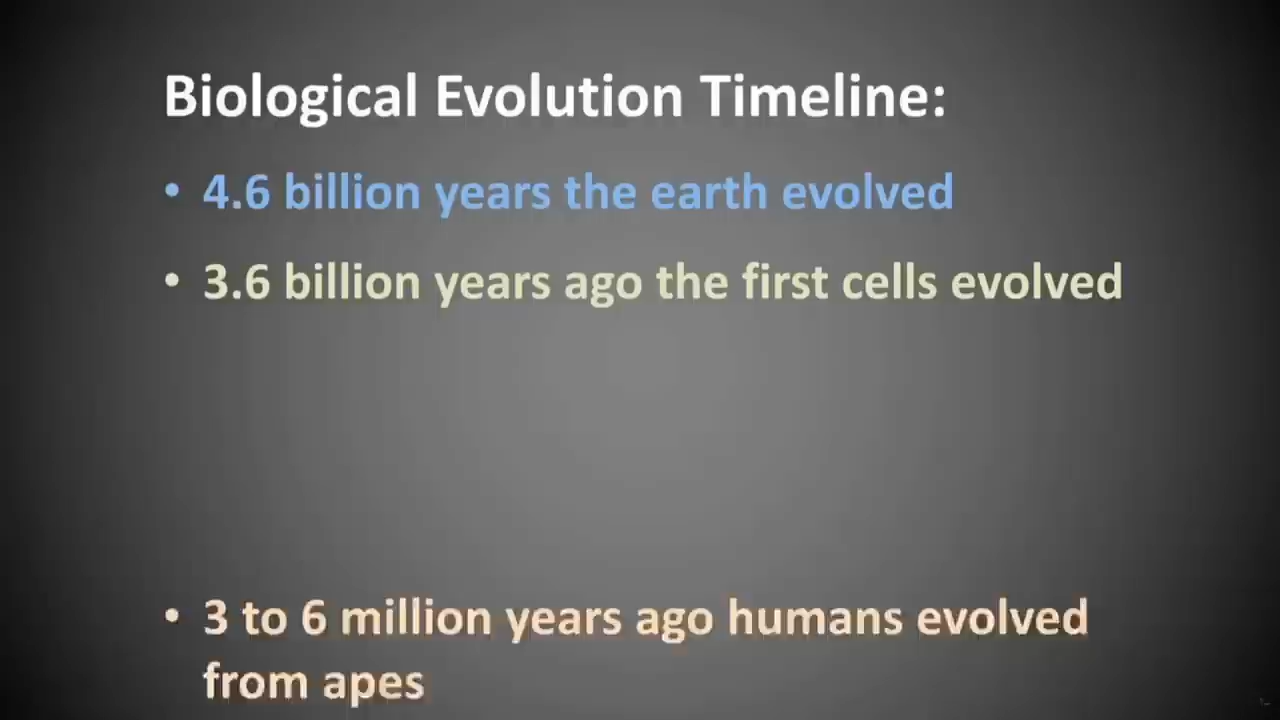 Biological Evolution Timeline:
• 4.6 billion years the earth evolved
• 3.6 billion years ago the first cells evolved
• 3 to 6 million years ago humans evolved
from apes